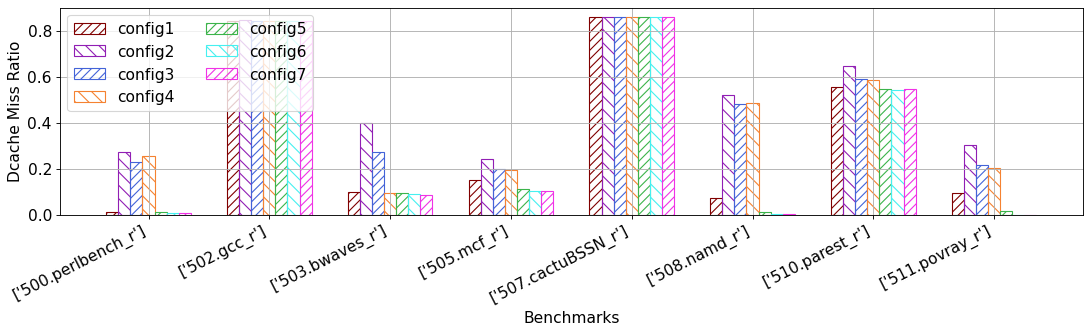 Dcache Miss Ratio
0.8
0.6
0.4
0.2
0.0
config1
config2
config3
config4
config5
config6
config7
['500.perlbench_r']
['502.gcc_r']
['503.bwaves_r']
['505.mcf_r']
['507.cactuBSSN_r']
['508.namd_r']
['510.parest_r']
['511.povray_r']
Benchmarks